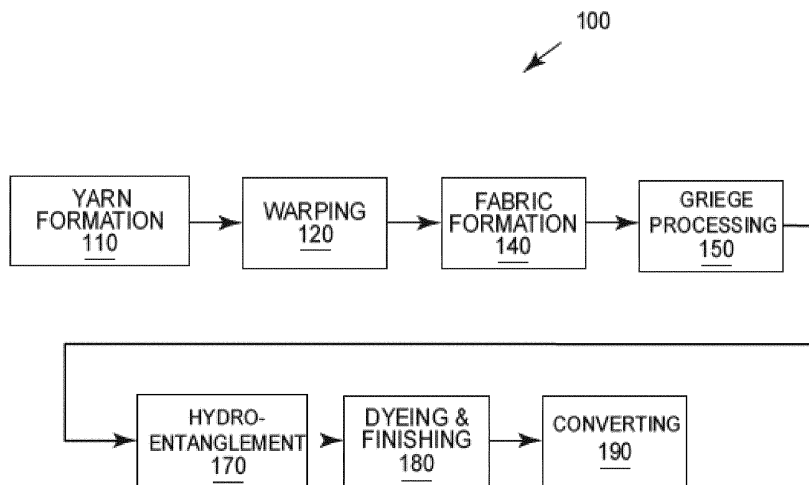 100
YARN
FORMATION
110
WARPING
120
FABRIC
FORMATION
140
GRIEGE
PROCESSING
150
HYDRO-
ENTANGLEMENT
170
DYEING &
FINISHING
180
CONVERTING
190